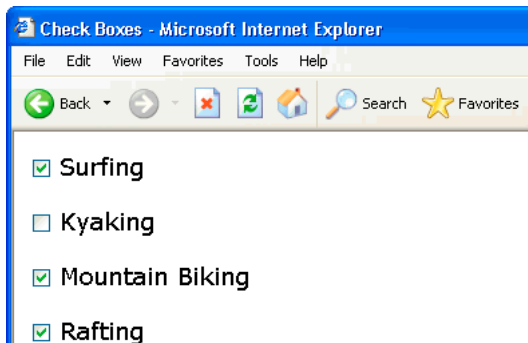 Check Boxes - Microsoft Internet Explorer
File Edit View Favorites Tools Help
Back Search Favorites
Surfing
Kyaking
Mountain Biking
Rafting